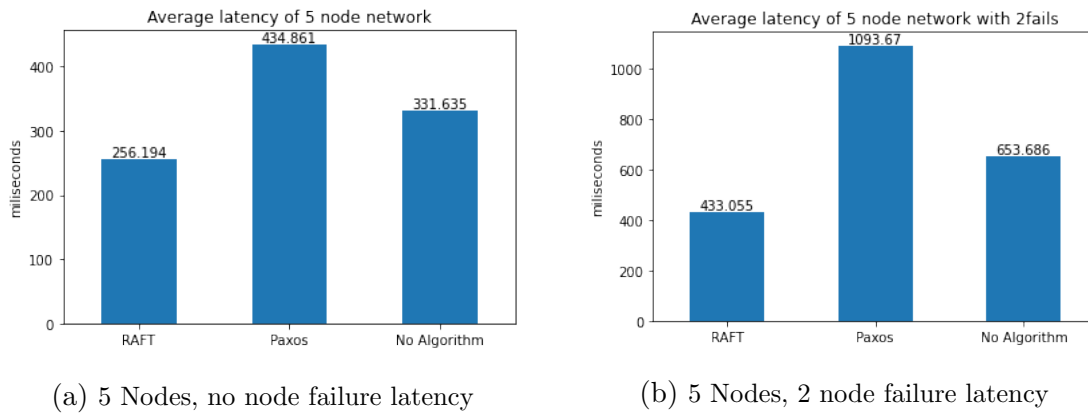 Average latency of 5 node network
miliseconds
400
300
200
100
0
256.194
434.861
331.635
RAFT
Paxos
No Algorithm
(a) 5 Nodes, no node failure latency
Average latency of 5 node network with 2fails
miliseconds
1000
800
600
400
200
0
433.055
1093.67
653.686
RAFT
Paxos
No Algorithm
(b) 5 Nodes, 2 node failure latency